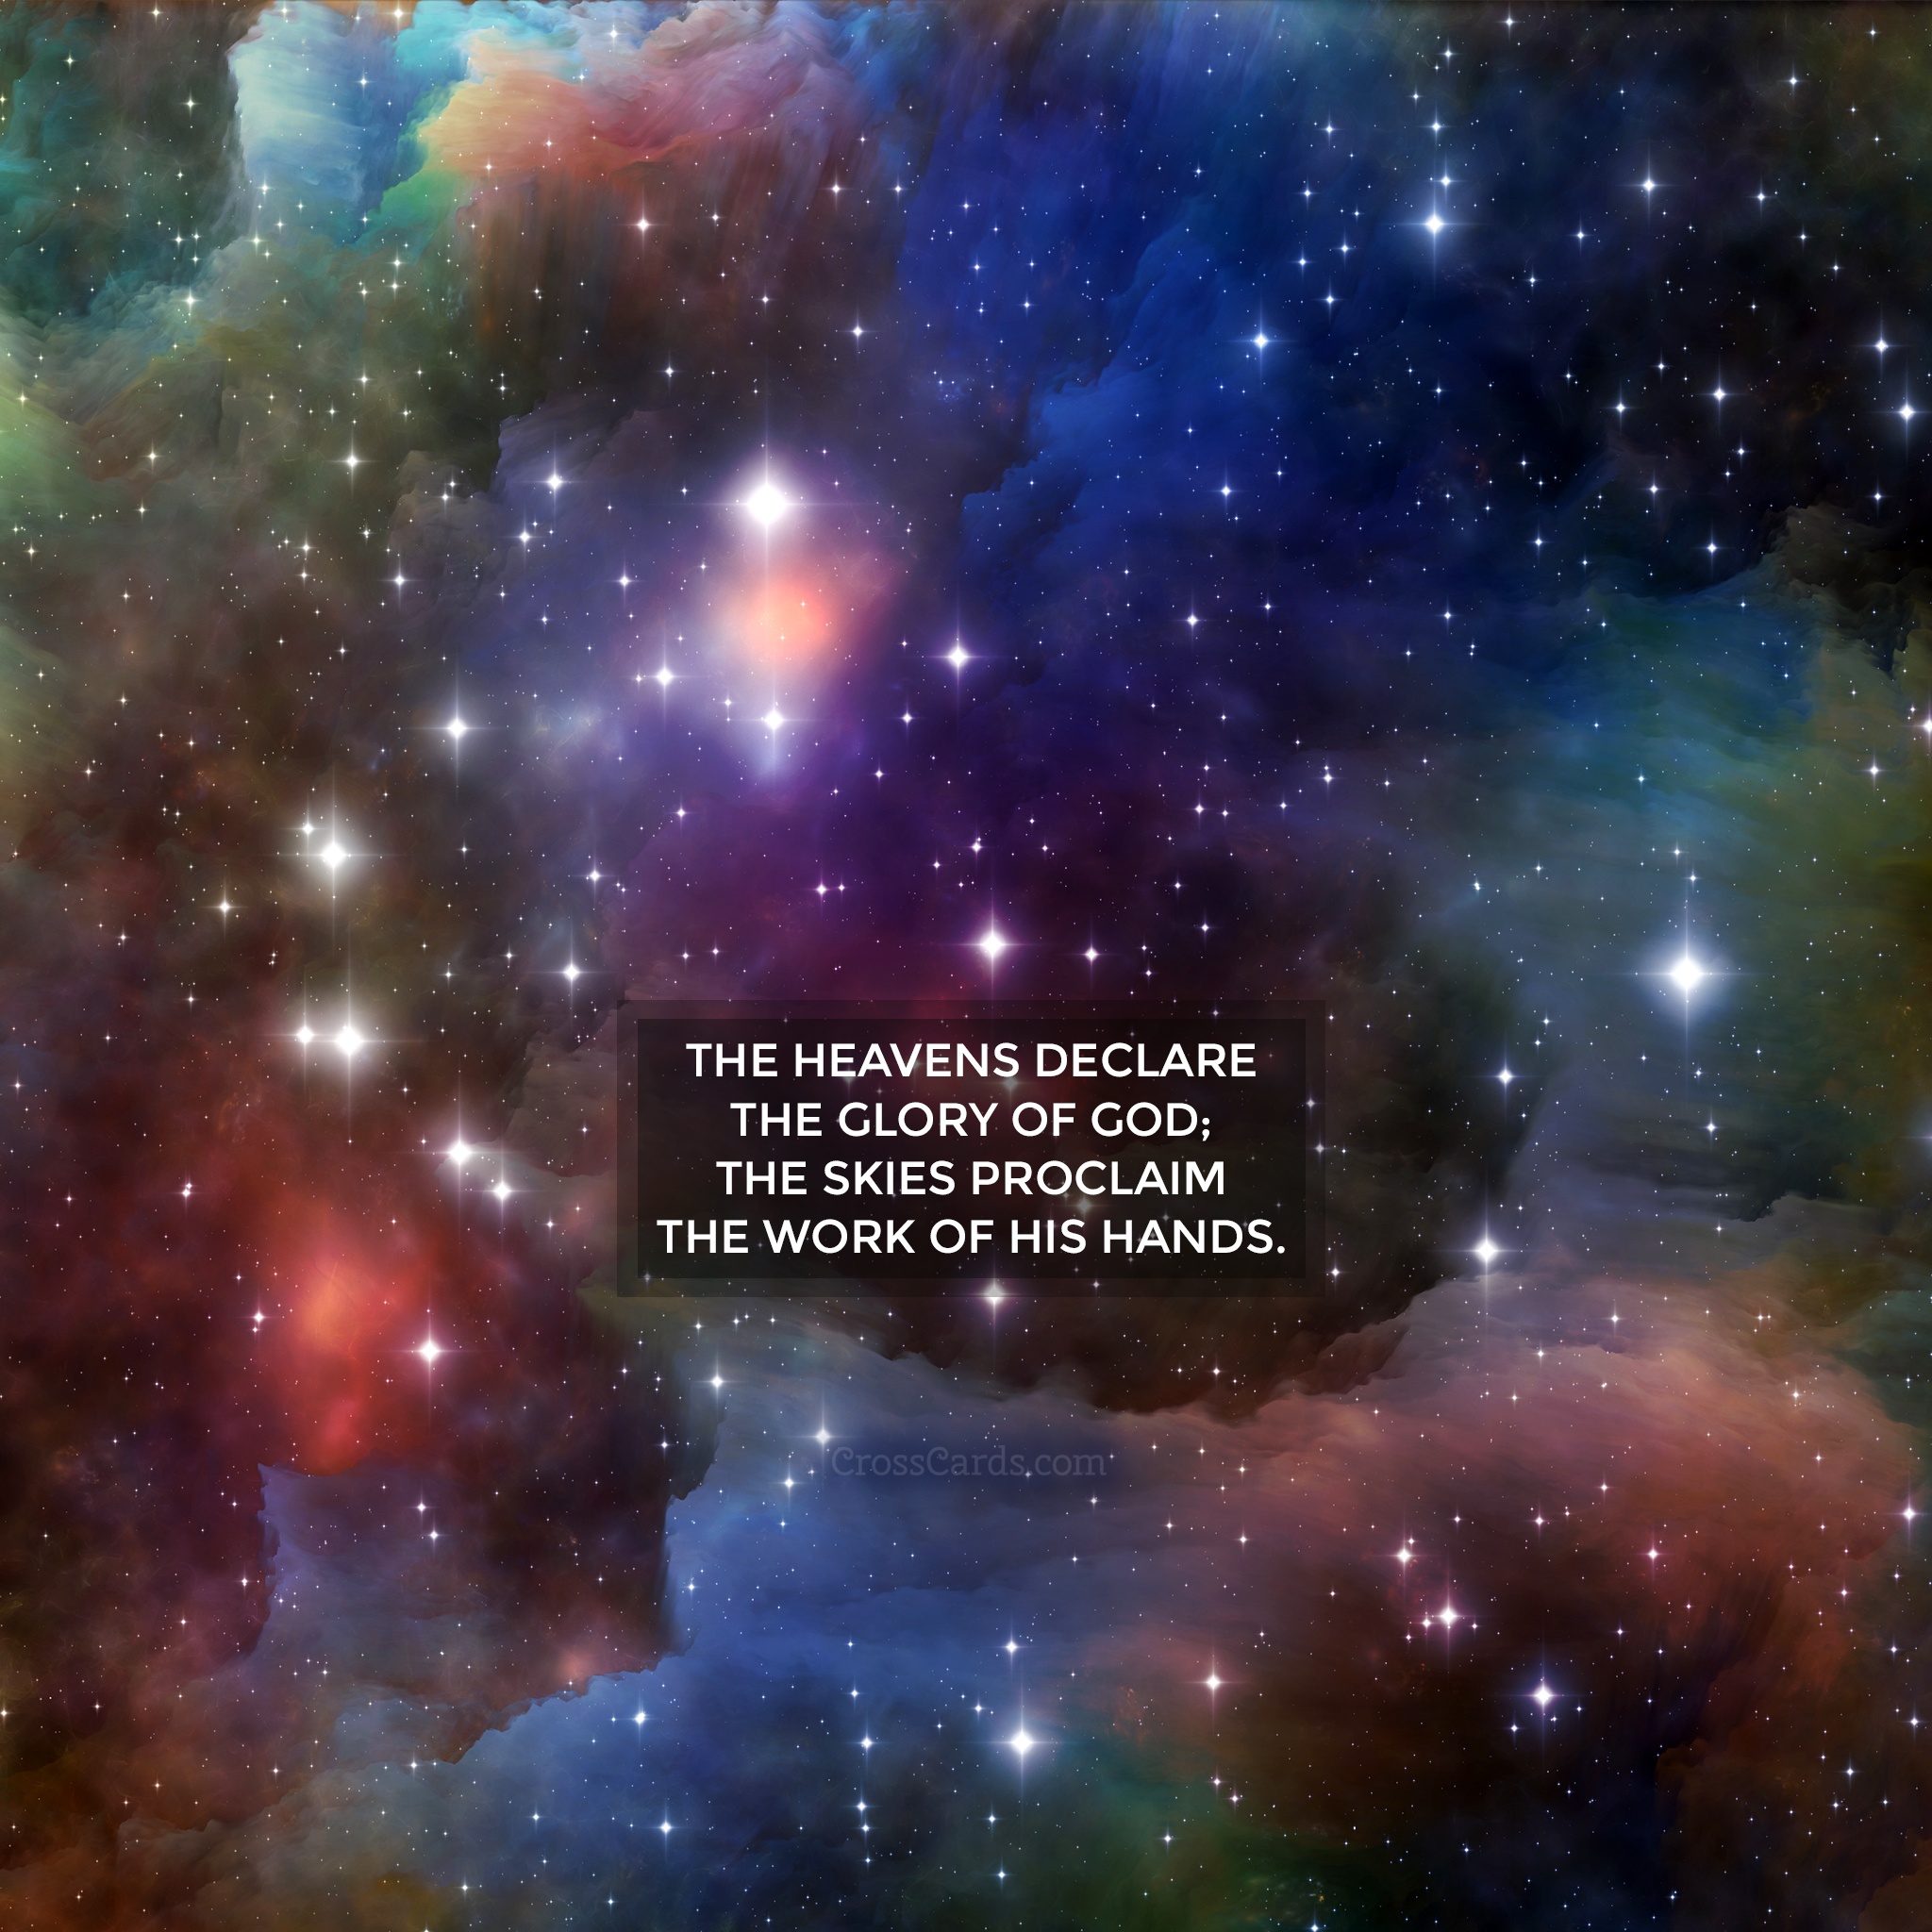 THE HEAVENS DECLARE
THE GLORY OF GOD;
THE SKIES PROCLAIM
THE WORK OF HIS HANDS.
CrossCards.com